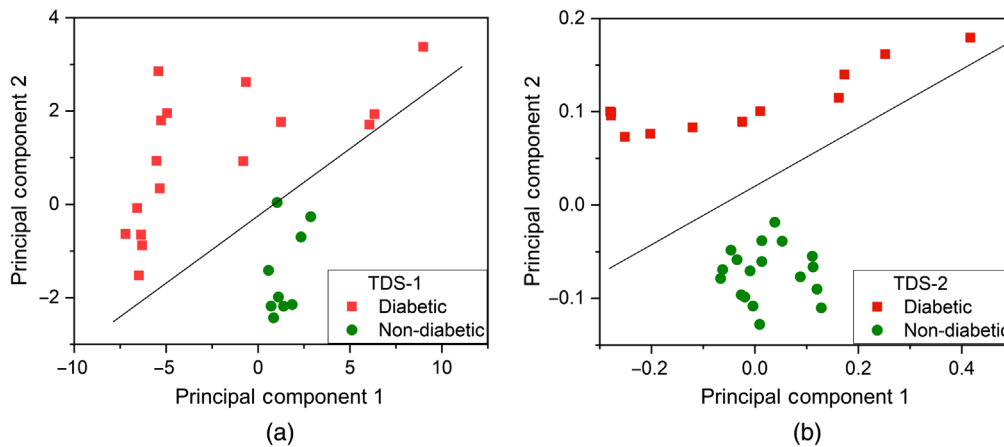 4
2
0
−2
−10
−5
0
5
10
Principal component 2
Principal component 1
TDS-1
Diabetic
Non-diabetic
(a)
0.2
0.1
0.0
−0.1
−0.2
0.0
0.2
0.4
Principal component 2
Principal component 1
TDS-2
Diabetic
Non-diabetic
(b)